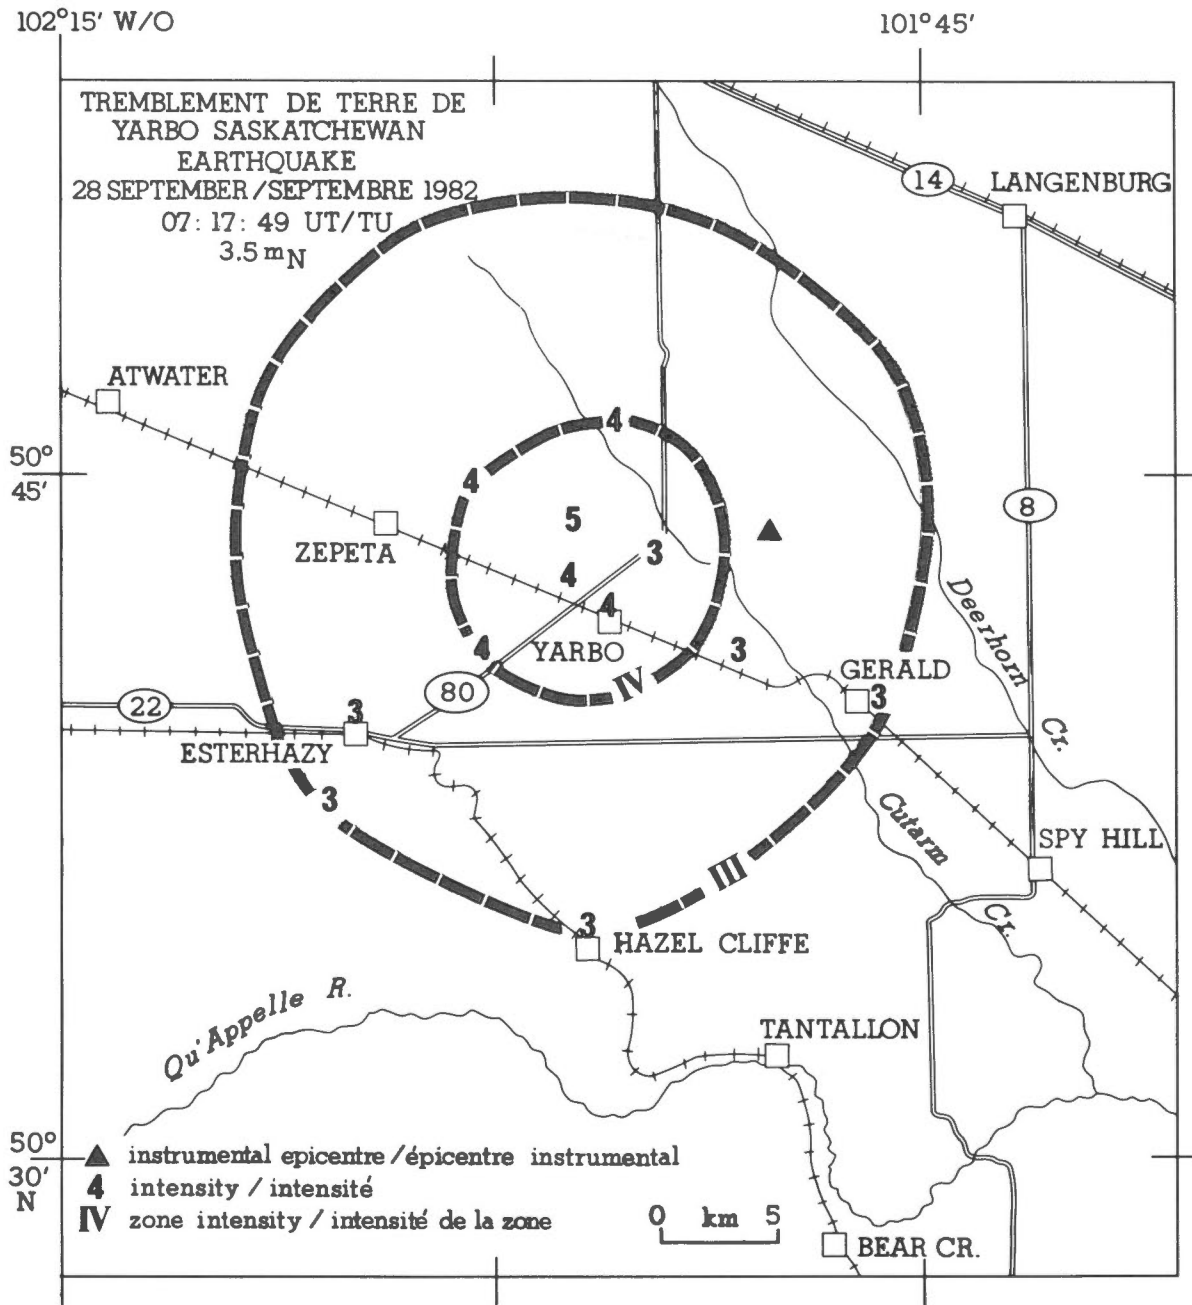 102°15' W/O
101°45'
TREMBLEMENT DE TERRE DE
YARBO SASKATCHEWAN
EARTHQUAKE
28 SEPTEMBER/SEPTEMBRE 1982
07:17:49 UT/TU
3.5 mN
14
LANGENBURG
ATWATER
4
50°
45'
4
8
5
ZEPETA
3
4
4
Deerhorn
Cr.
YARBO
4
3
IV
GERALD
3
80
22
3
ESTERHAZY
3
Cutarm
Cr.
SPY HILL
III
3
HAZEL CLIFFE
Qu'Appelle R.
TANTALLON
50°
30'
N
instrumental epicentre/épicentre instrumental
4 intensity / intensité
IV zone intensity / intensité de la zone
0 km 5
BEAR CR.